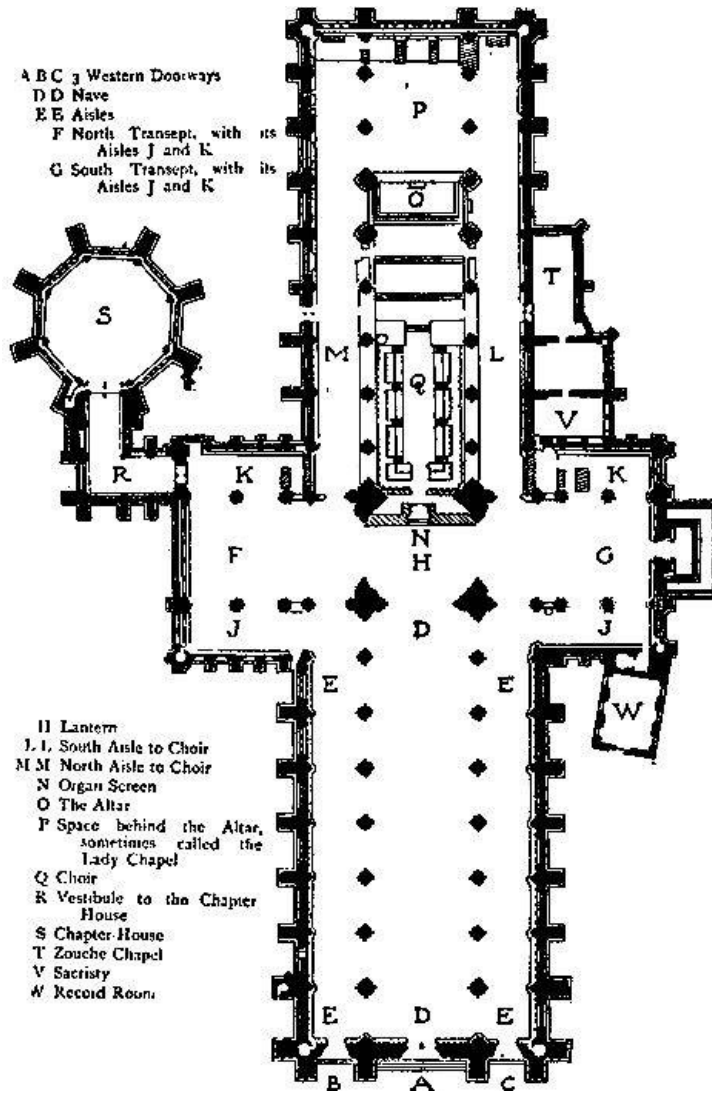 A B C 3 Western Doorways
D D Nave
E E Aisles
F North Transept, with its
Aisles J and K
G South Transept, with its
Aisles J and K
P
O
T
S
M
L
Q
V
R
K
K
N
H
F
G
J
D
J
E
E
W
H Lantern
L L South Aisle to Choir
M M North Aisle to Choir
N Organ Screen
O The Altar
P Space behind the Altar,
sometimes called the
Lady Chapel
Q Choir
R Vestibule to the Chapter
House
S Chapter-House
T Zouche Chapel
V Sacristy
W Record Room
E
D
E
B
A
C